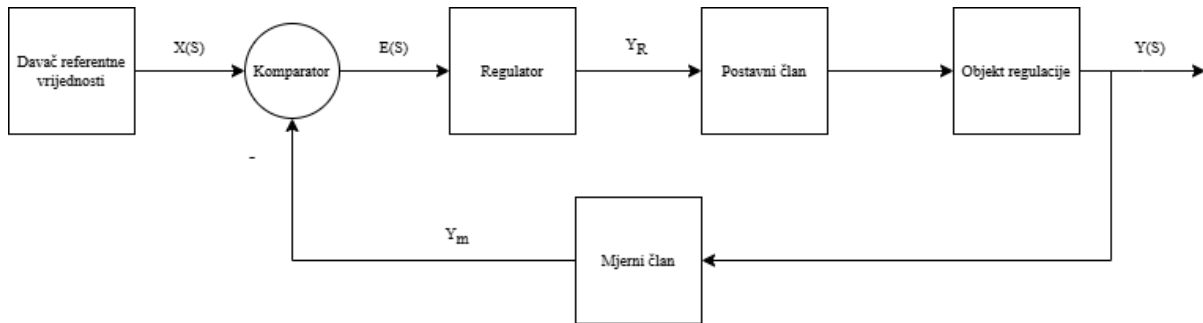 Davač referentne
vrijednosti
X(S)
Komparator
E(S)
Regulator
Y_R
Postavni član
Objekt regulacije
Y(S)
-
Y_m
Mjerni član